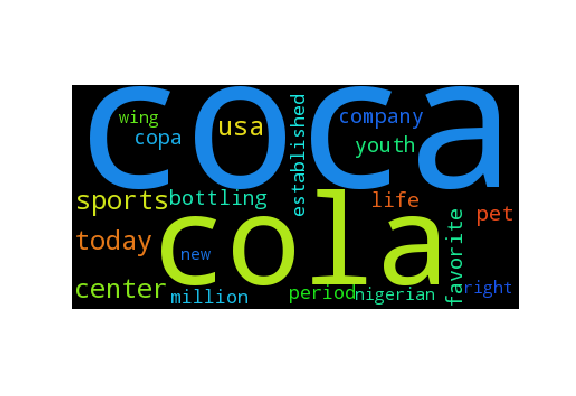 coca
wing
copa
usa
established
company
youth
cola
sports
bottling
life
pet
today
new
favorite
center
million
period
nigerian
right